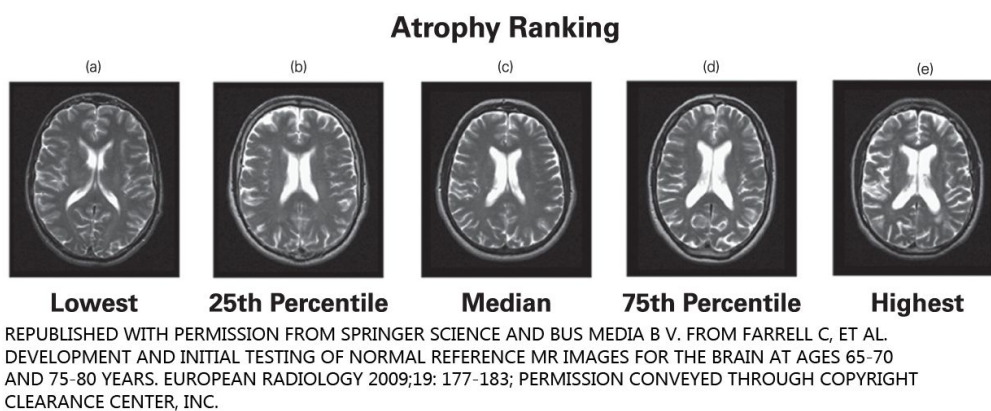 Atrophy Ranking
(a) (b) (c) (d) (e)
Lowest 25th Percentile Median 75th Percentile Highest
REPUBLISHED WITH PERMISSION FROM SPRINGER SCIENCE AND BUS MEDIA B V. FROM FARRELL C, ET AL.
DEVELOPMENT AND INITIAL TESTING OF NORMAL REFERENCE MR IMAGES FOR THE BRAIN AT AGES 65-70
AND 75-80 YEARS. EUROPEAN RADIOLOGY 2009;19: 177-183; PERMISSION CONVEYED THROUGH COPYRIGHT
CLEARANCE CENTER, INC.